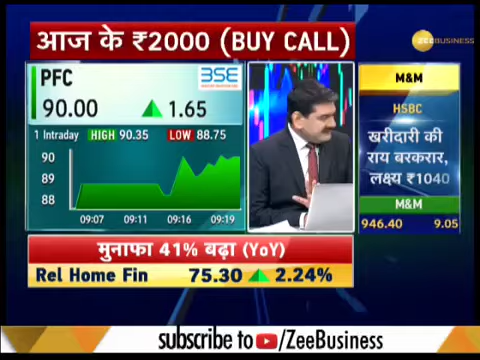 आज के ₹2000 (BUY CALL)
ZEEBUSINESS
PFC
BSE
90.00 1.65
1 Intraday HIGH 90.35 LOW 88.75
90
89
88
09:07 09:11 09:16 09:19
M&M
HSBC
खरीदारी की
राय बरकरार,
लक्ष्य ₹1040
M&M
946.40 9.05
मुनाफा 41% बढ़ा (YoY)
Rel Home Fin 75.30 2.24%
subscribe to /ZeeBusiness